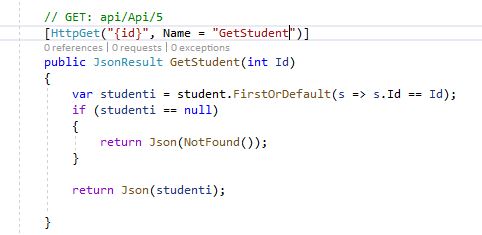 // GET: api/Api/5
[HttpGet("{id}", Name = "GetStudent")]
0 references | 0 requests | 0 exceptions
public JsonResult GetStudent(int Id)
{
var studenti = student.FirstOrDefault(s => s.Id == Id);
if (studenti == null)
{
return Json(NotFound());
}
return Json(studenti);
}